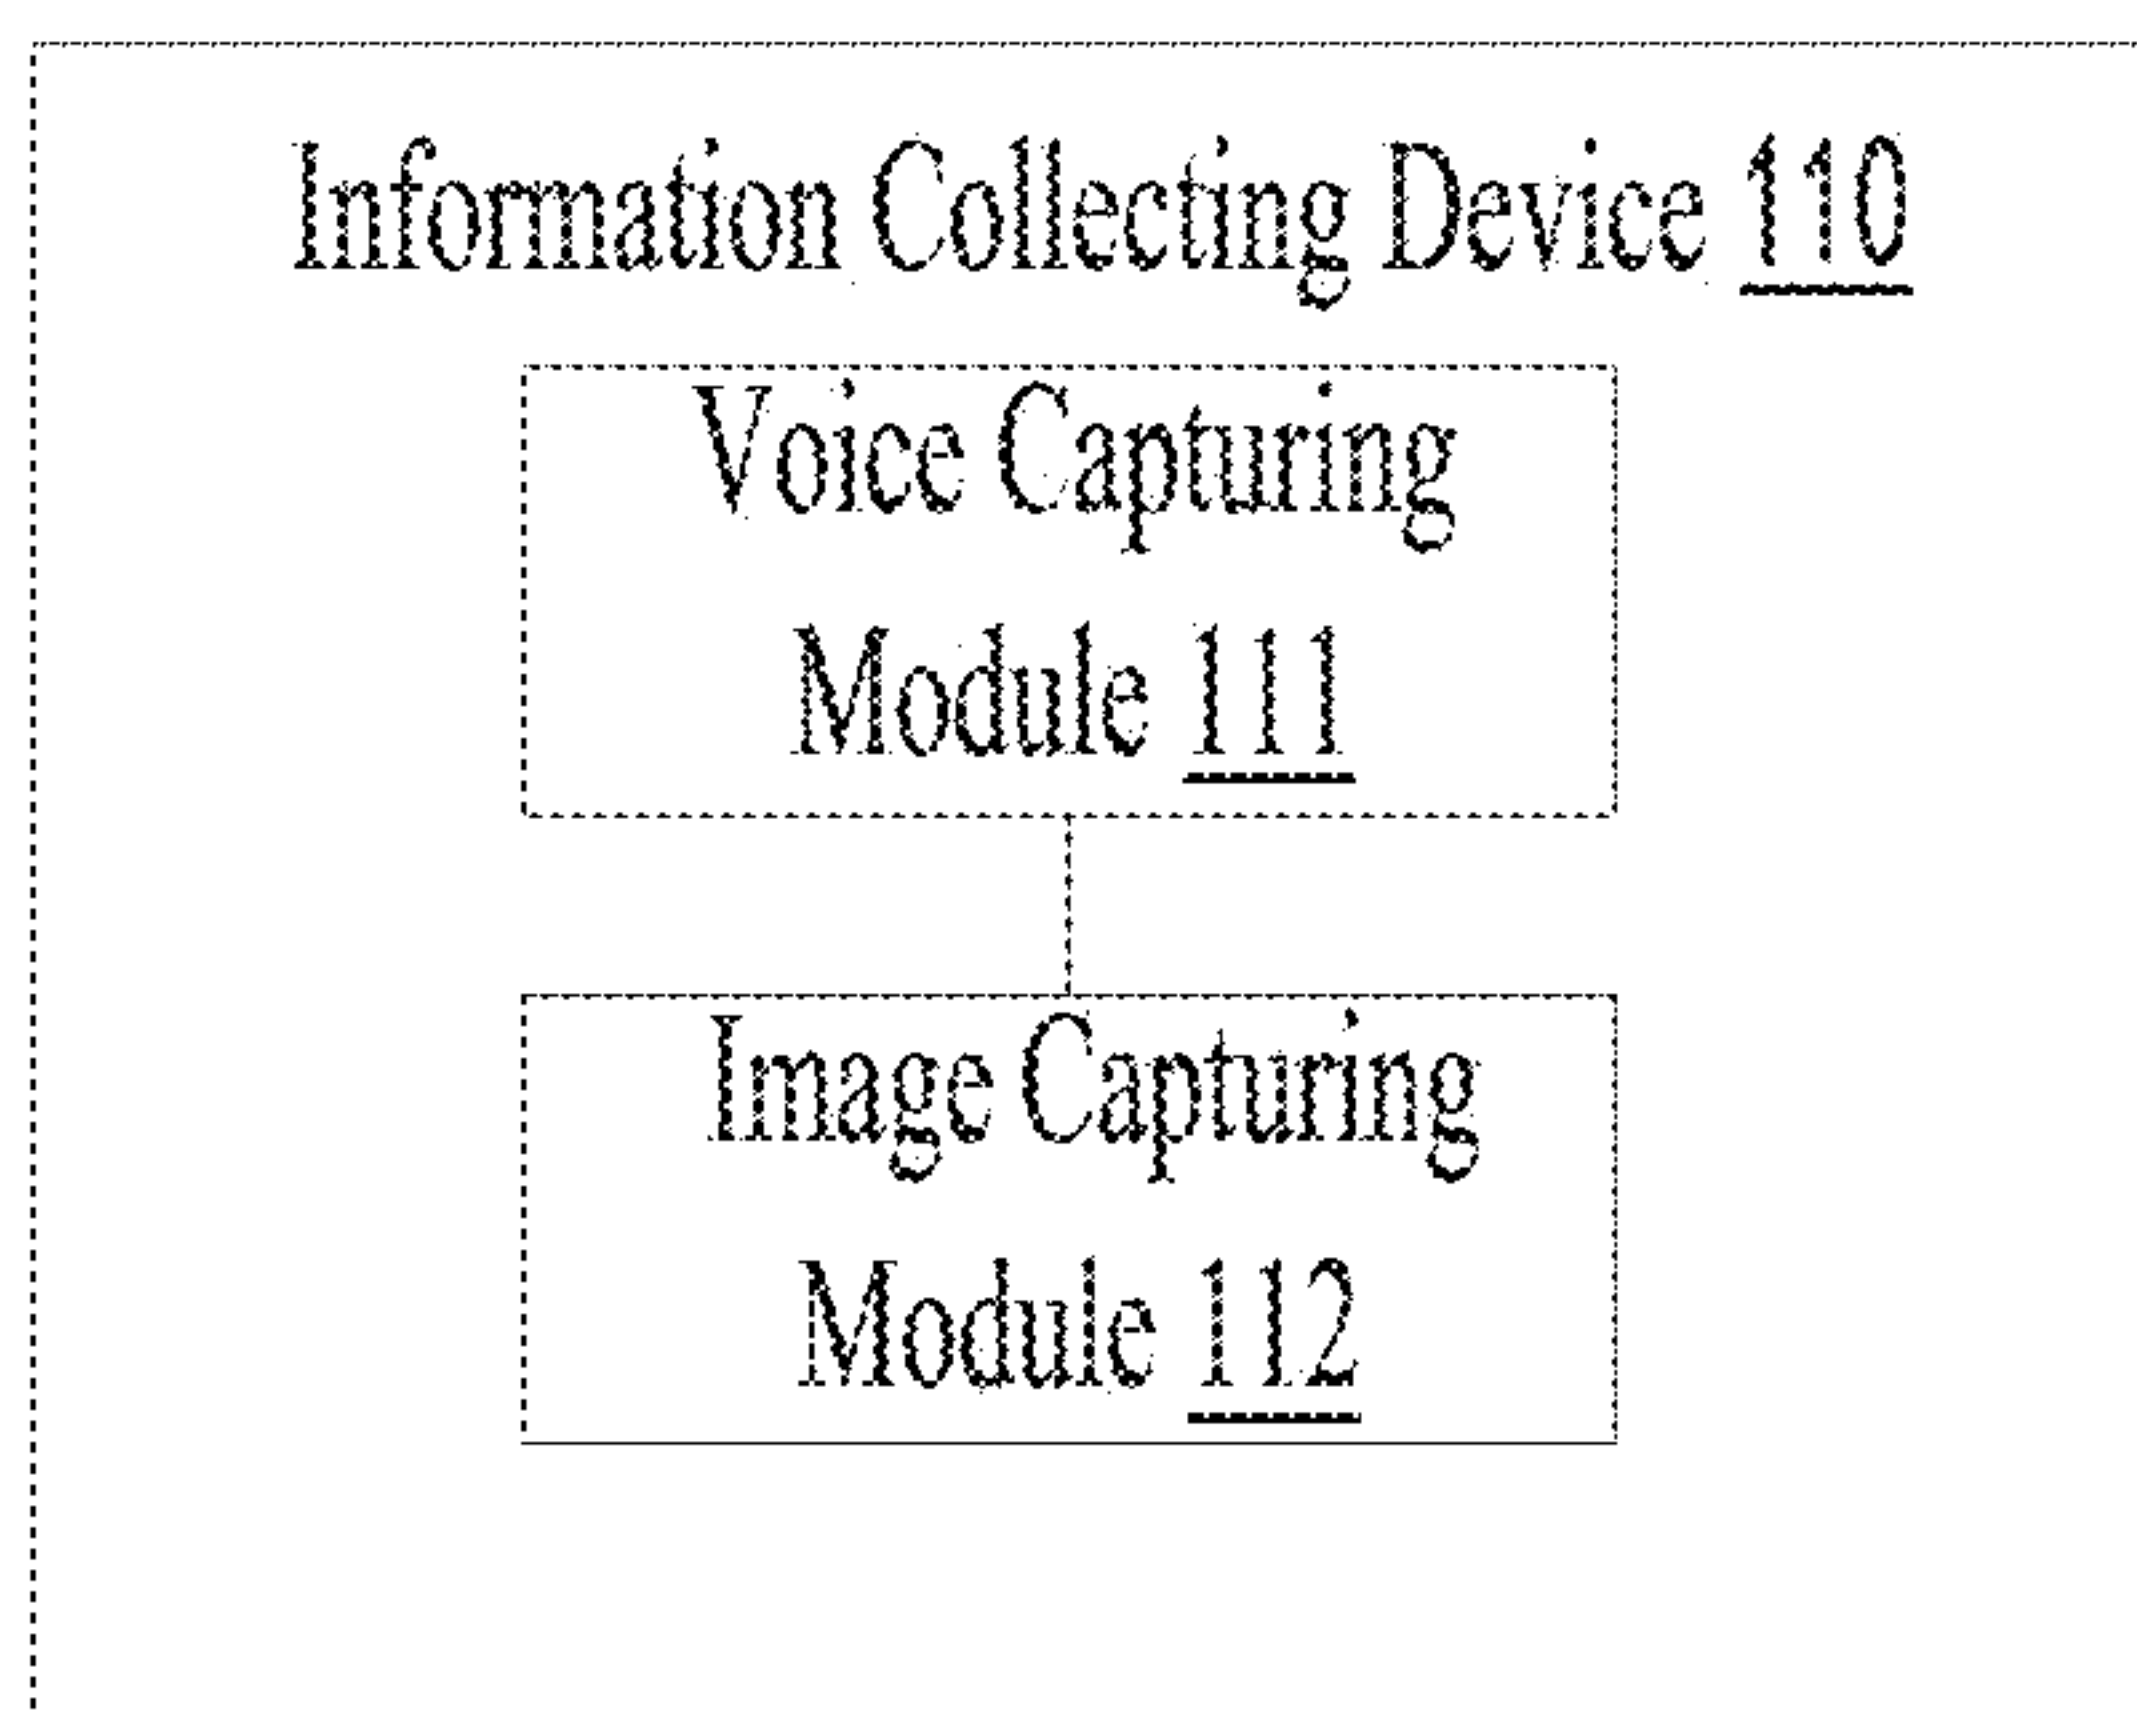 Information Collecting Device 110
Voice Capturing
Module 111
Image Capturing
Module 112